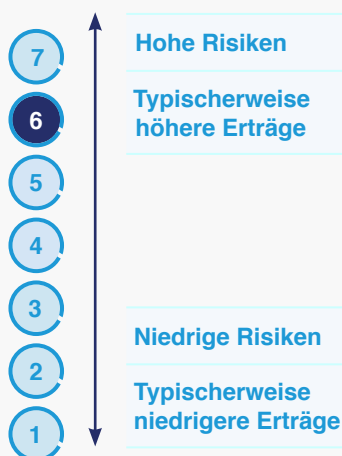 7
Hohe Risiken
6
Typischerweise
höhere Erträge
5
4
3
Niedrige Risiken
2
Typischerweise
niedrigere Erträge
1